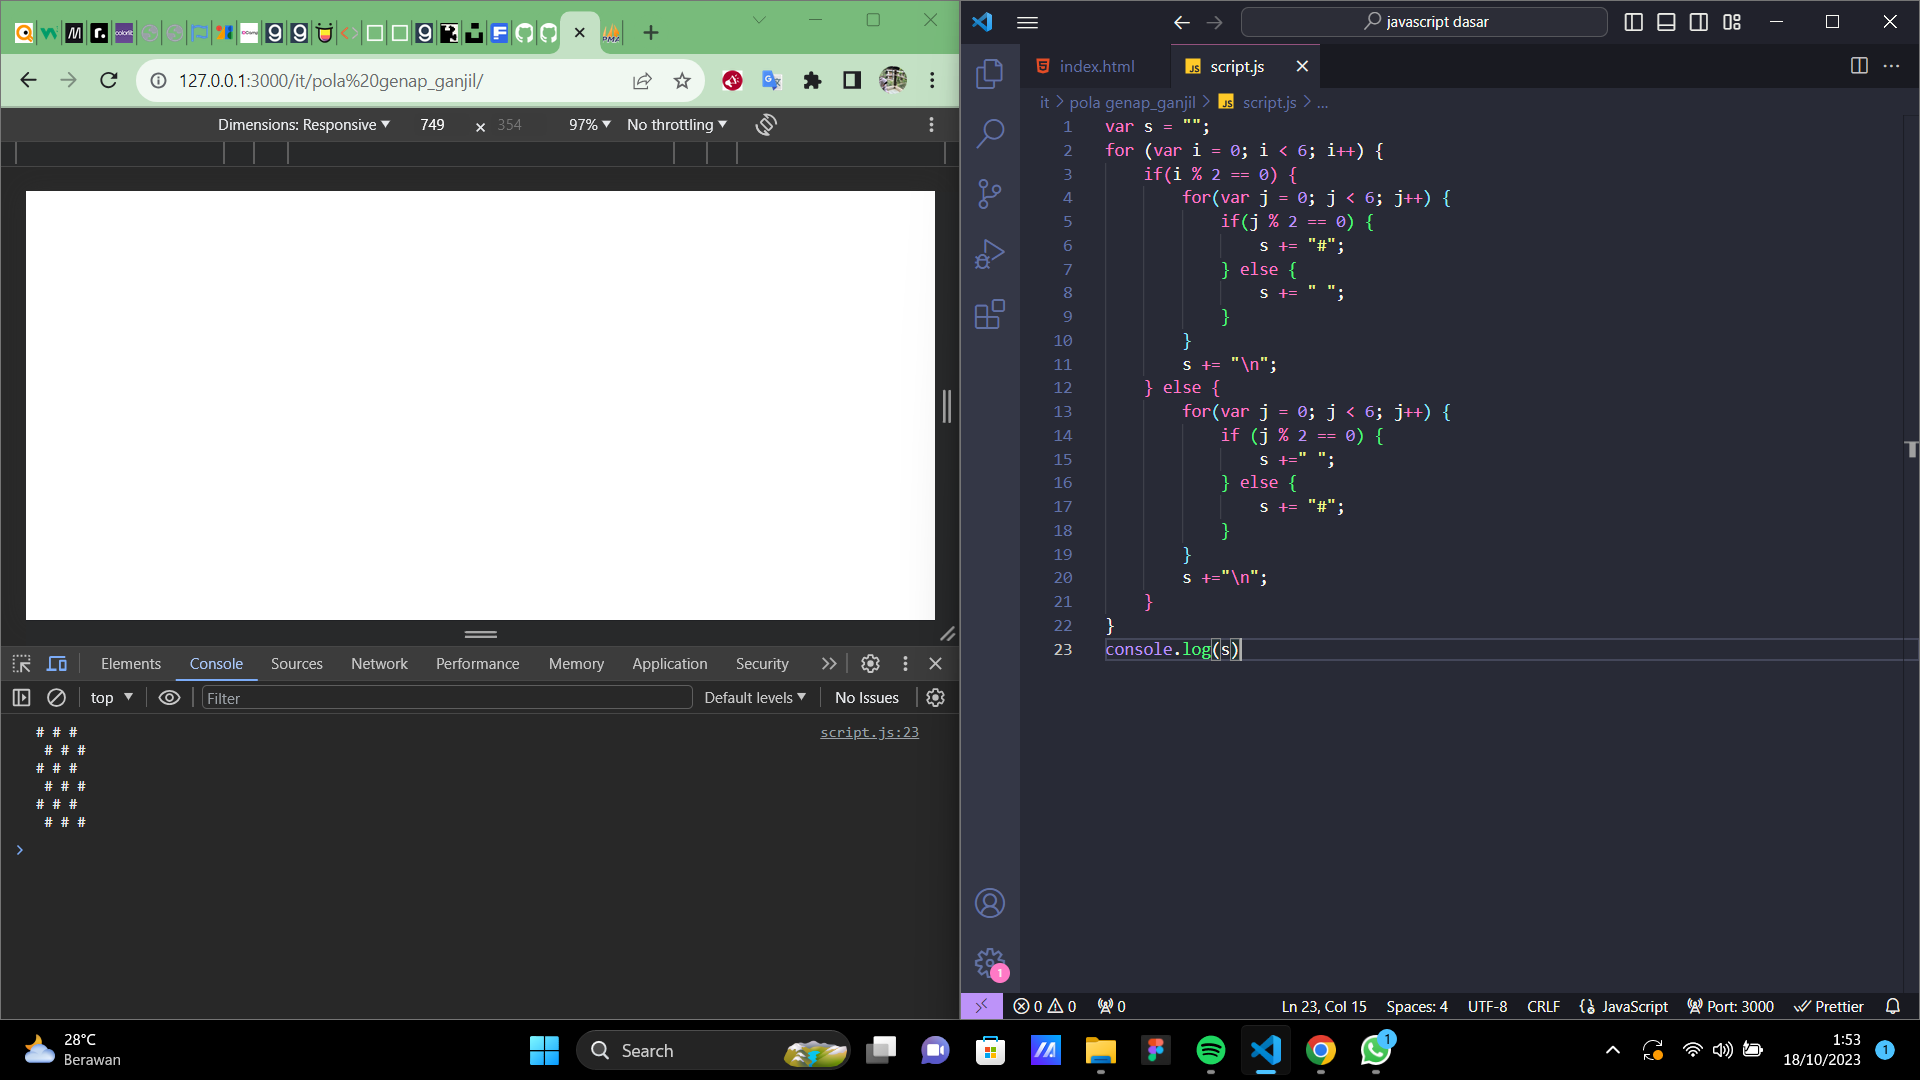 127.0.0.1:3000/it/pola%20genap_ganjil/
Dimensions: Responsive 749 × 354 97% No throttling
Elements Console Sources Network Performance Memory Application Security
top Filter Default levels No Issues
# # # script.js:23
 # # #
# # #
 # # #
# # #
 # # #
javascript dasar
index.html script.js
it > pola genap_ganjil > script.js > ...
1 var s = "";
2 for (var i = 0; i < 6; i++) {
3     if(i % 2 == 0) {
4         for(var j = 0; j < 6; j++) {
5             if(j % 2 == 0) {
6                 s += "#";
7             } else {
8                 s += " ";
9             }
10         }
11         s += "\n";
12     } else {
13         for(var j = 0; j < 6; j++) {
14             if (j % 2 == 0) {
15                 s +=" ";
16             } else {
17                 s += "#";
18             }
19         }
20         s +="\n";
21     }
22 }
23 console.log(s)
1
0 0 0 Ln 23, Col 15 Spaces: 4 UTF-8 CRLF JavaScript Port: 3000 Prettier
28°C
Berawan
Search
1
1:53
18/10/2023
1